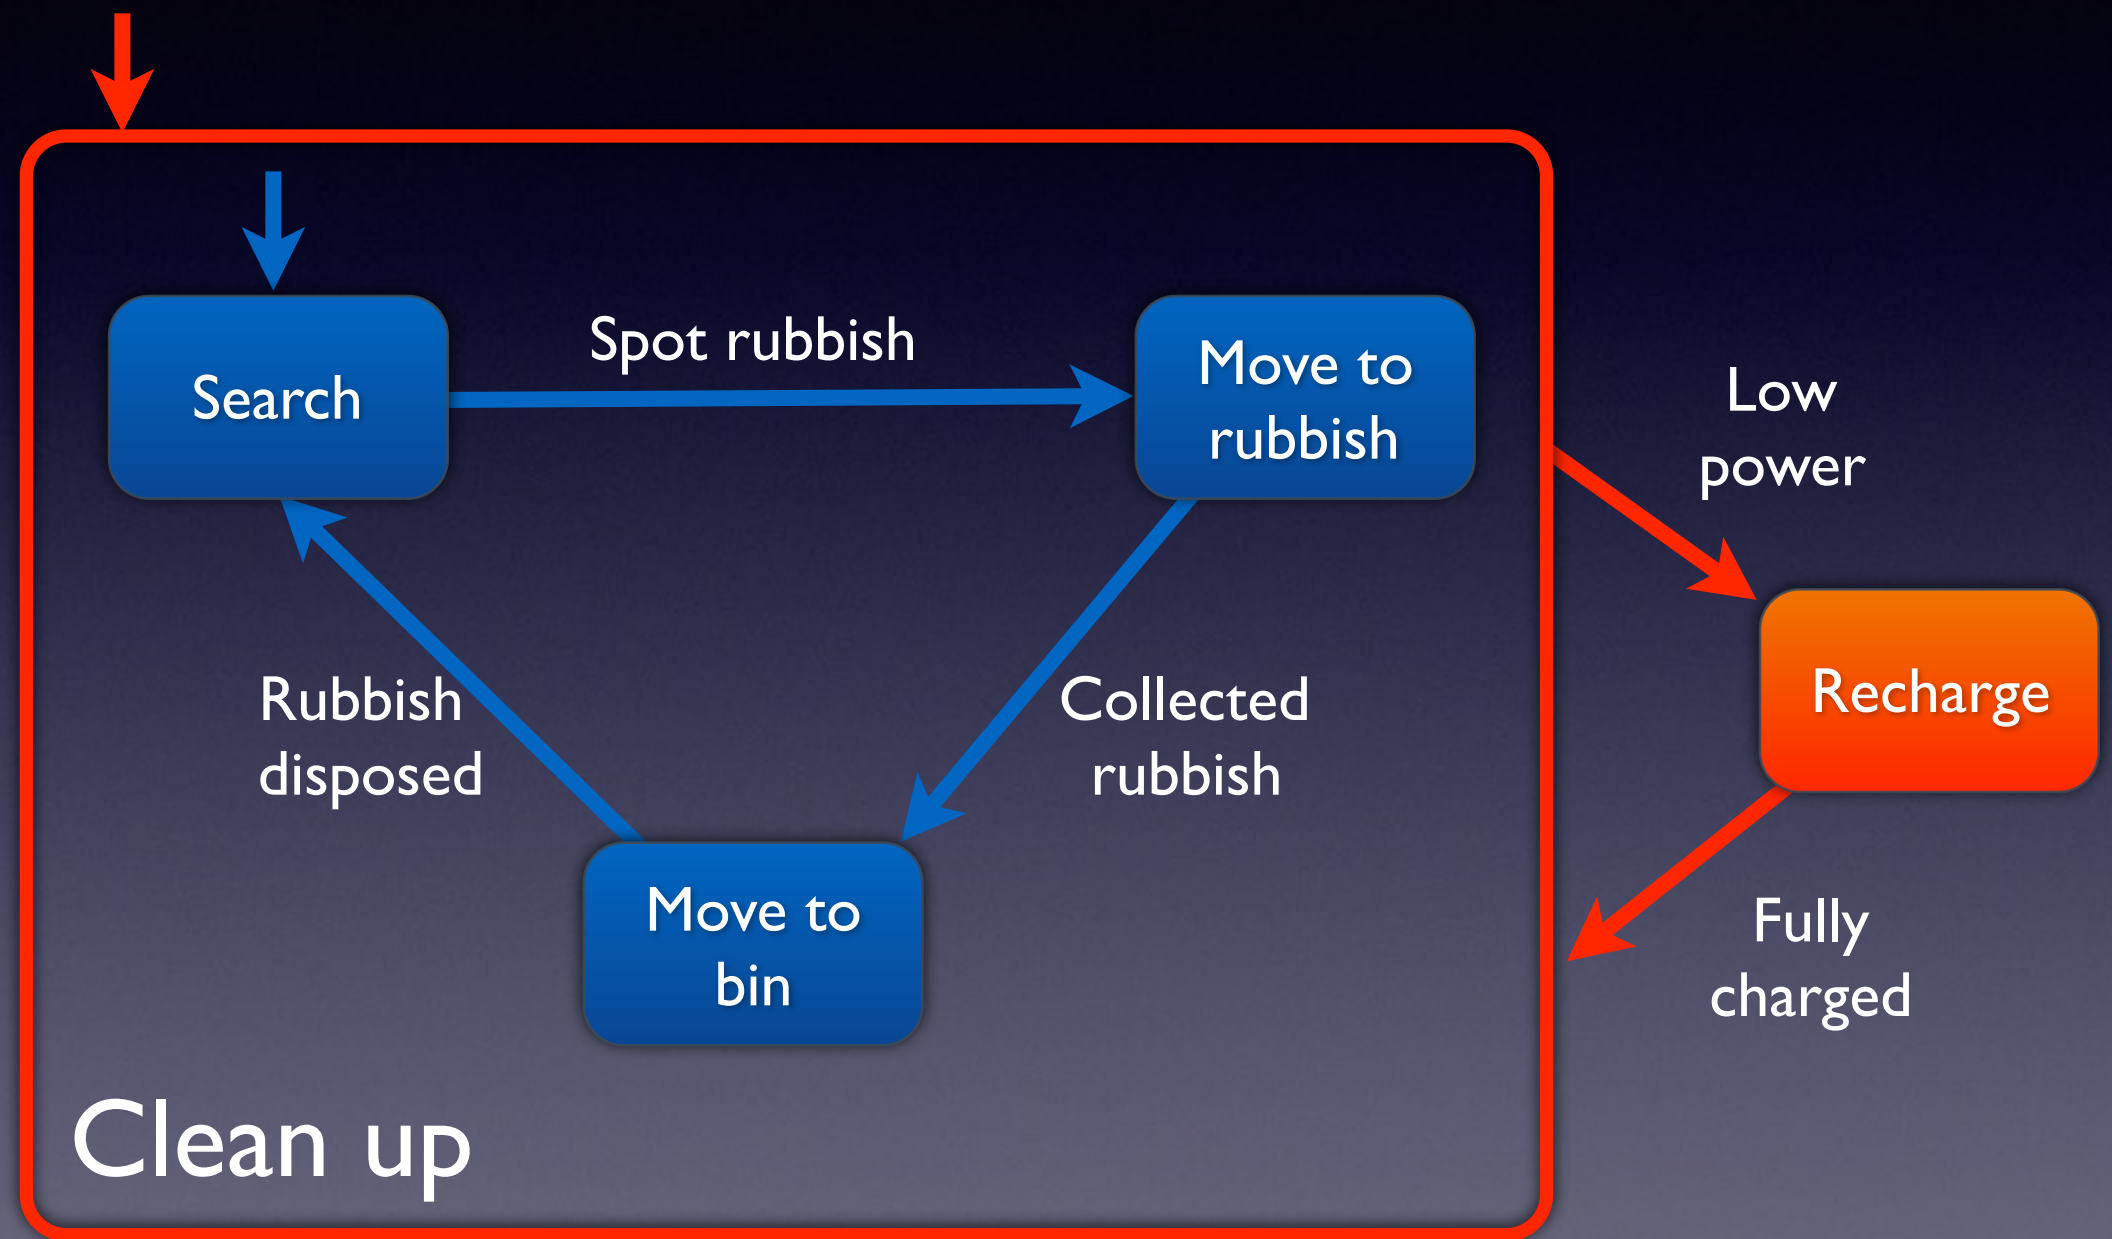 Search
Spot rubbish
Move to
rubbish
Low
power
Rubbish
disposed
Collected
rubbish
Recharge
Move to
bin
Fully
charged
Clean up